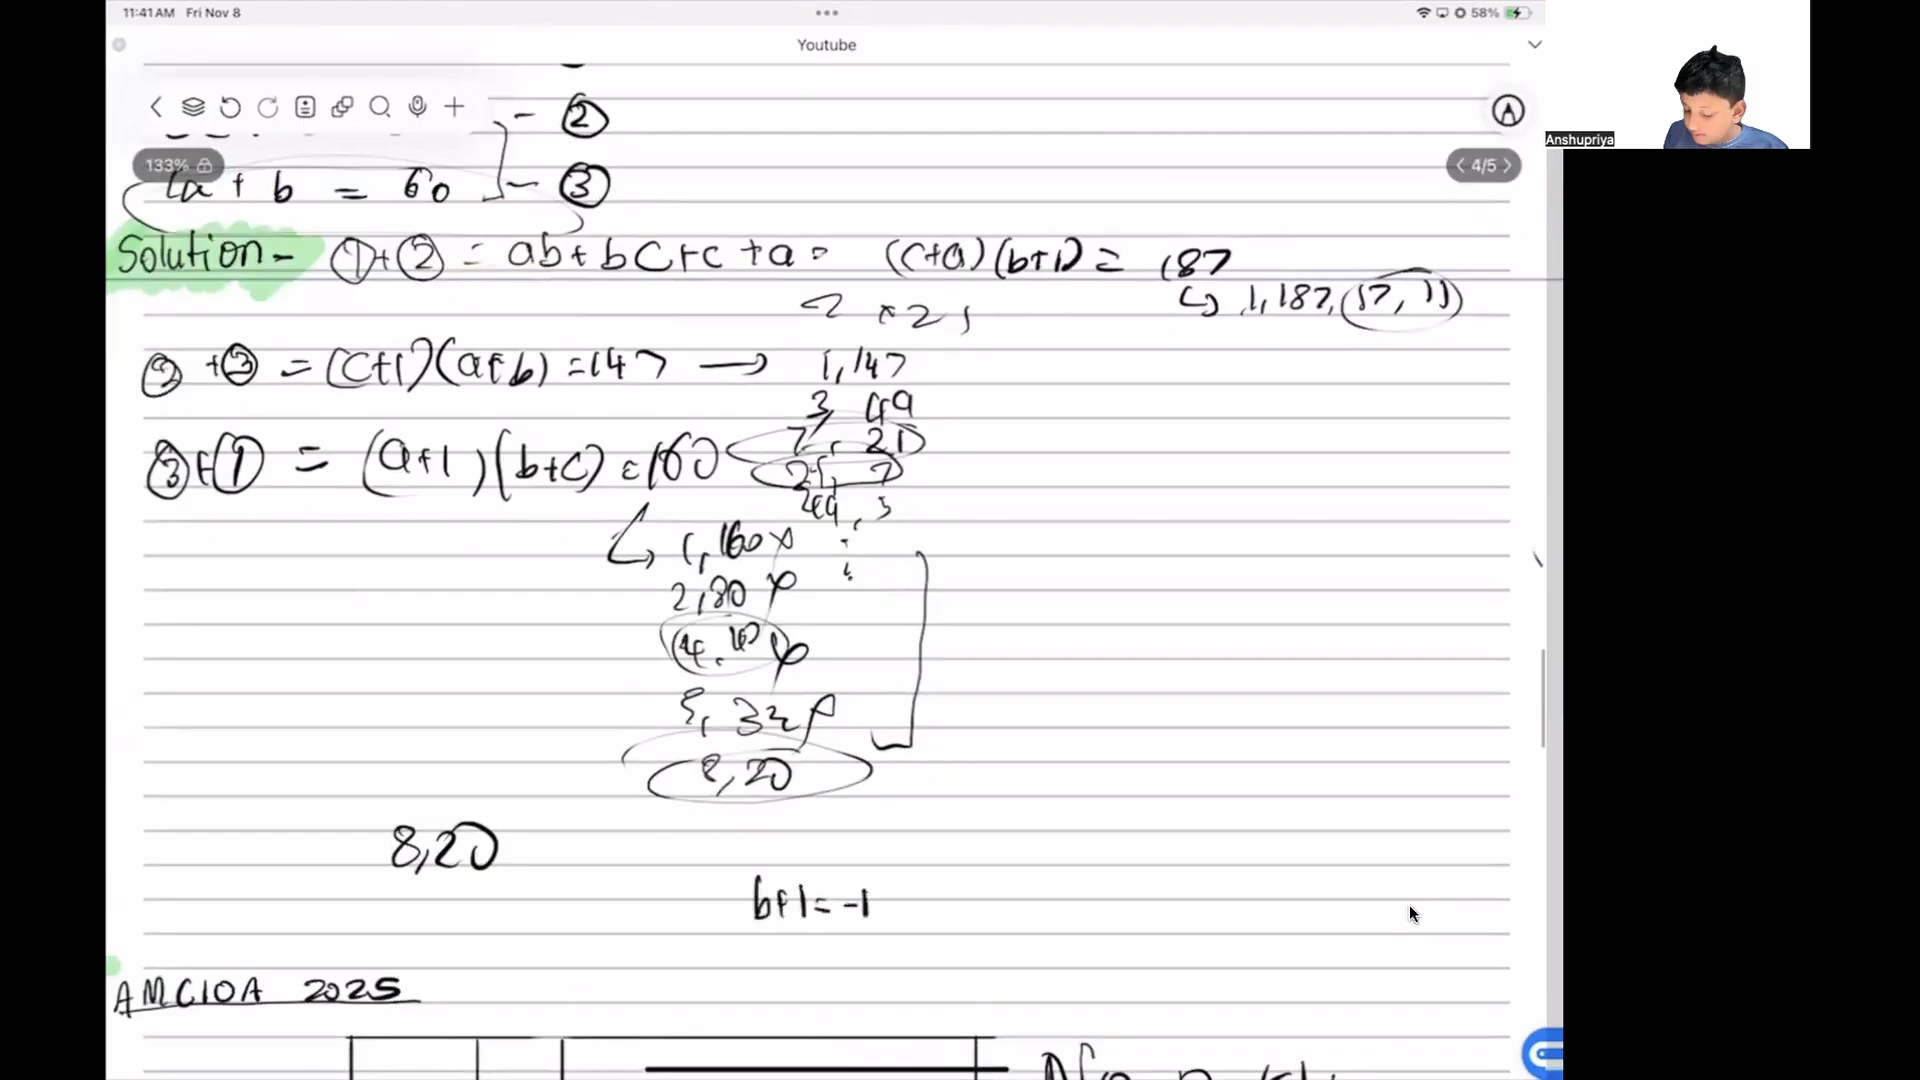 11:41 AM Fri Nov 8
58%
Youtube
Anshupriya
- ②
133%
4/5
a + b = 60 - ③
Solution - ①+② = ab+bc+c+a = (c+a)(b+1) = 187
↳ 1, 187, 17, 11
②+③ = (c+1)(a+b) = 147 → 1, 147
3, 49
7, 21
③+① = (a+1)(b+c) = 160
21, 7
49, 3
1, 160 x
2, 80
4, 40
5, 32
8, 20
8, 20
b+1 = -1
AMC10A 2025